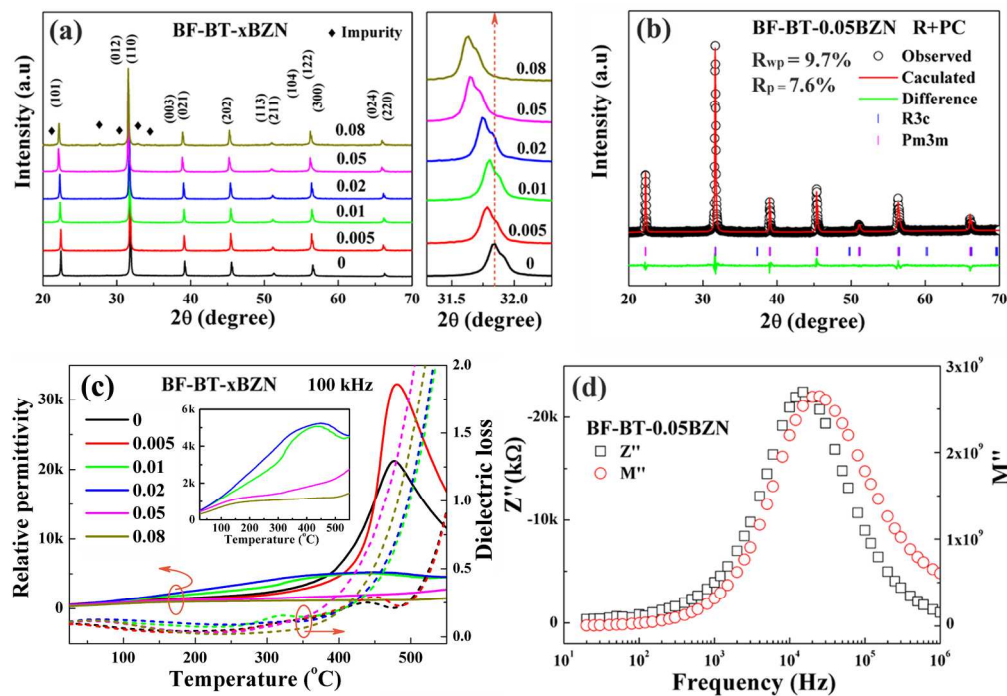 (a)
BF-BT-xBZN
♦ Impurity
(101)
(012)
(110)
(003)
(021)
(202)
(113)
(211)
(104)
(122)
(300)
(024)
(220)
0.08
0.05
0.02
0.01
0.005
0
Intensity (a.u)
20 30 40 50 60 70
2θ (degree)
0.08
0.05
0.02
0.01
0.005
0
31.5 32.0
2θ (degree)
(b)
BF-BT-0.05BZN R+PC
Rwp = 9.7%
Rp = 7.6%
Observed
Caculated
Difference
R3c
Pm3m
Intensity (a.u)
20 30 40 50 60 70
2θ (degree)
(c)
BF-BT-xBZN 100 kHz
0
0.005
0.01
0.02
0.05
0.08
6k
4k
2k
0
0 100 200 300 400 500
Temperature (°C)
Relative permittivity
30k
20k
10k
0
Dielectric loss
2.0
1.5
1.0
0.5
0.0
100 200 300 400 500
Temperature (°C)
(d)
BF-BT-0.05BZN
Z''
M''
Z''(kΩ)
-20k
-10k
0
M''
3x10⁹
2x10⁹
1x10⁹
0
10¹ 10² 10³ 10⁴ 10⁵ 10⁶
Frequency (Hz)